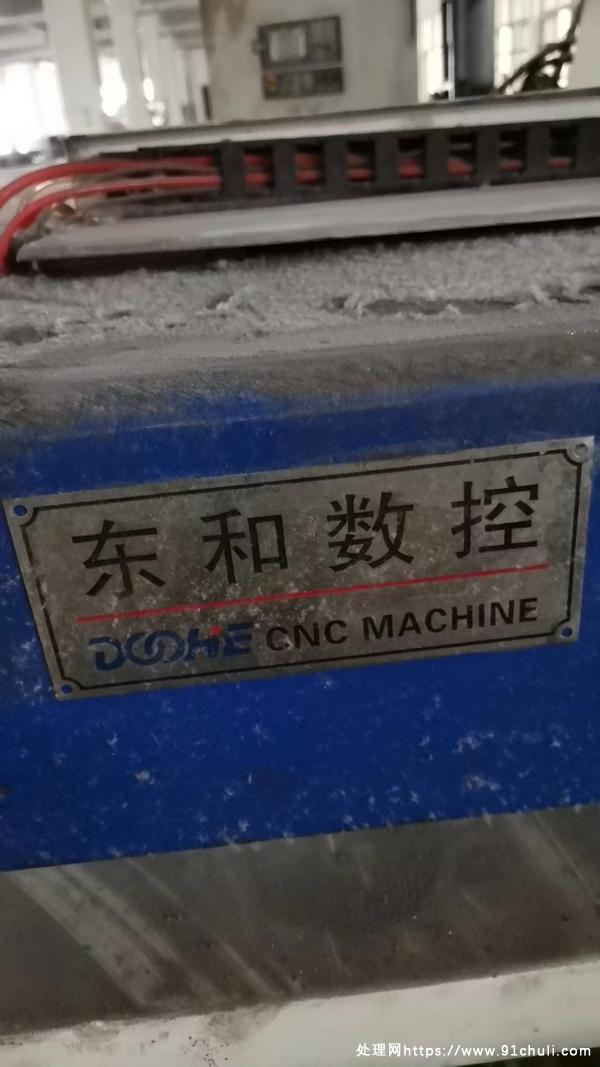 东和数控
DOOHE CNC MACHINE
处理网https://www.91chuli.com